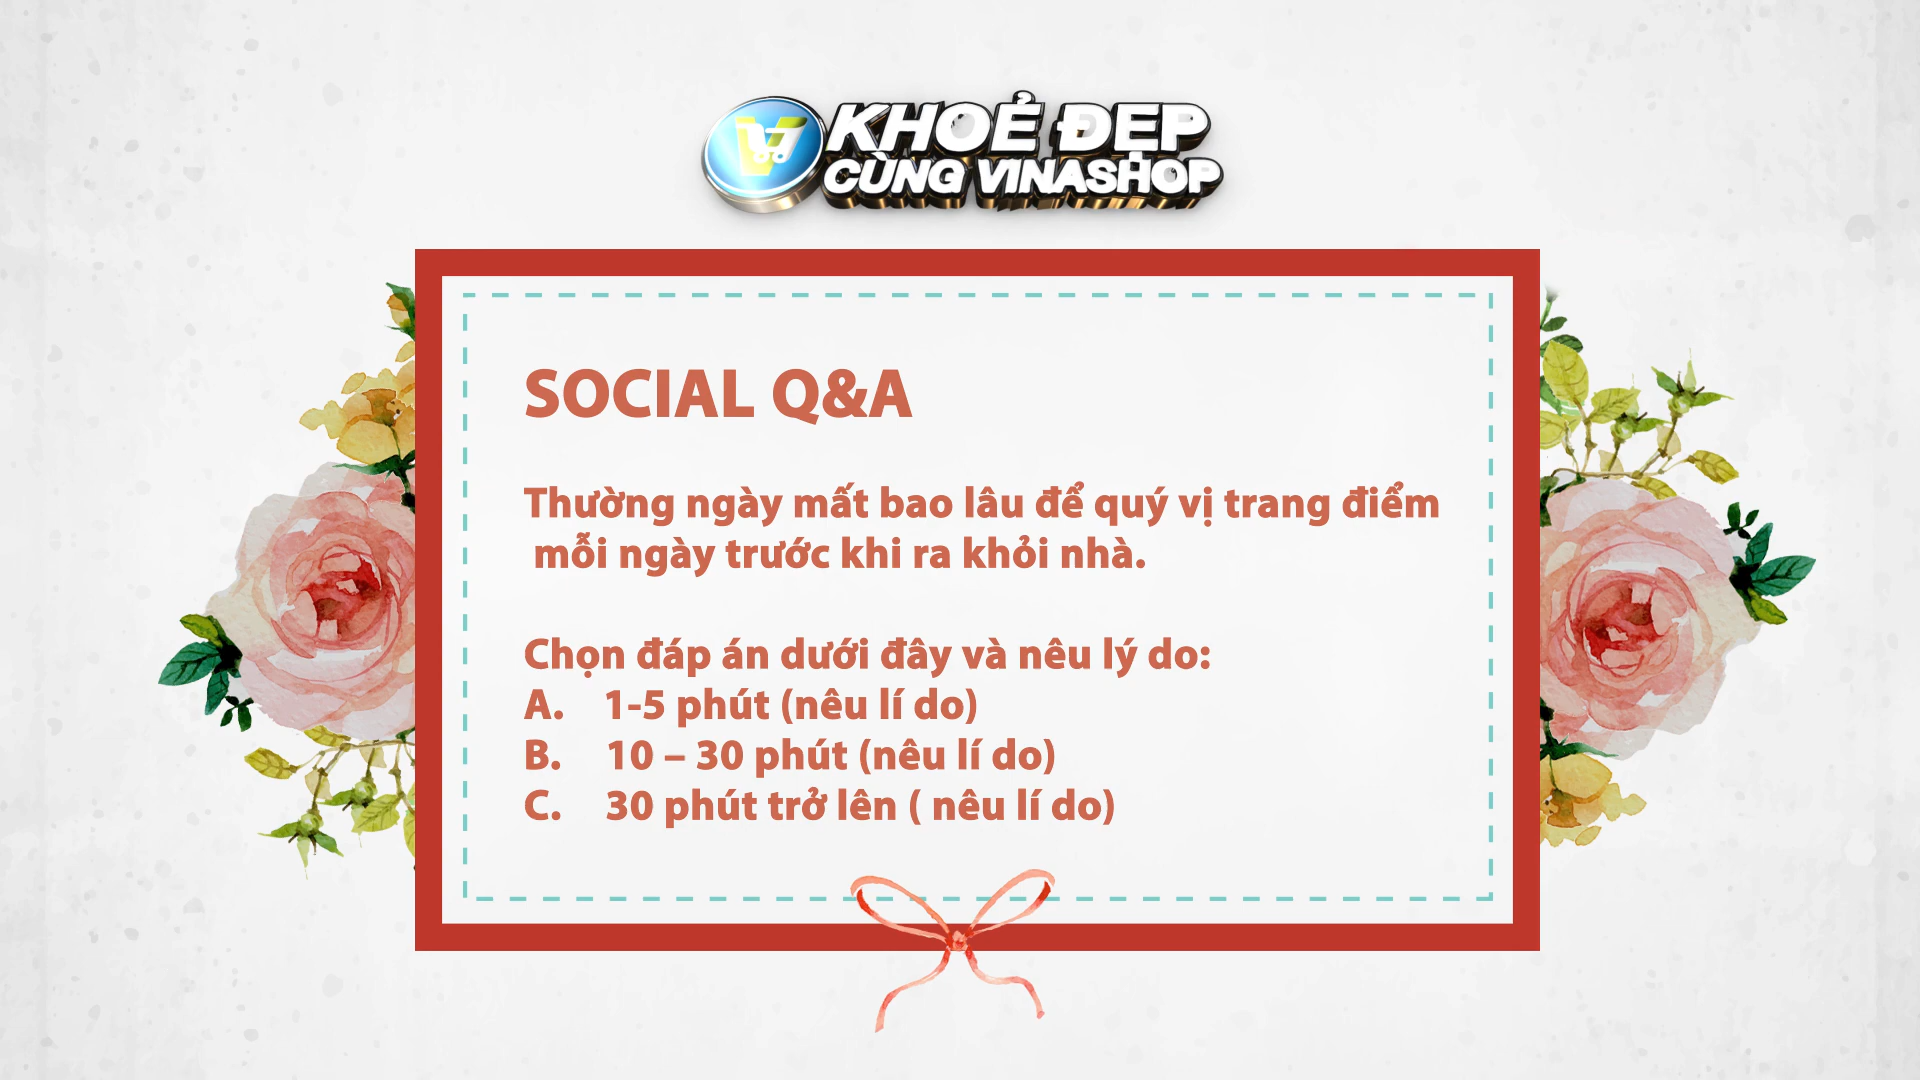 KHOẺ ĐẸP
CÙNG VINASHOP
SOCIAL Q&A
Thường ngày mất bao lâu để quý vị trang điểm
mỗi ngày trước khi ra khỏi nhà.
Chọn đáp án dưới đây và nêu lý do:
A. 1-5 phút (nêu lí do)
B. 10 – 30 phút (nêu lí do)
C. 30 phút trở lên ( nêu lí do)